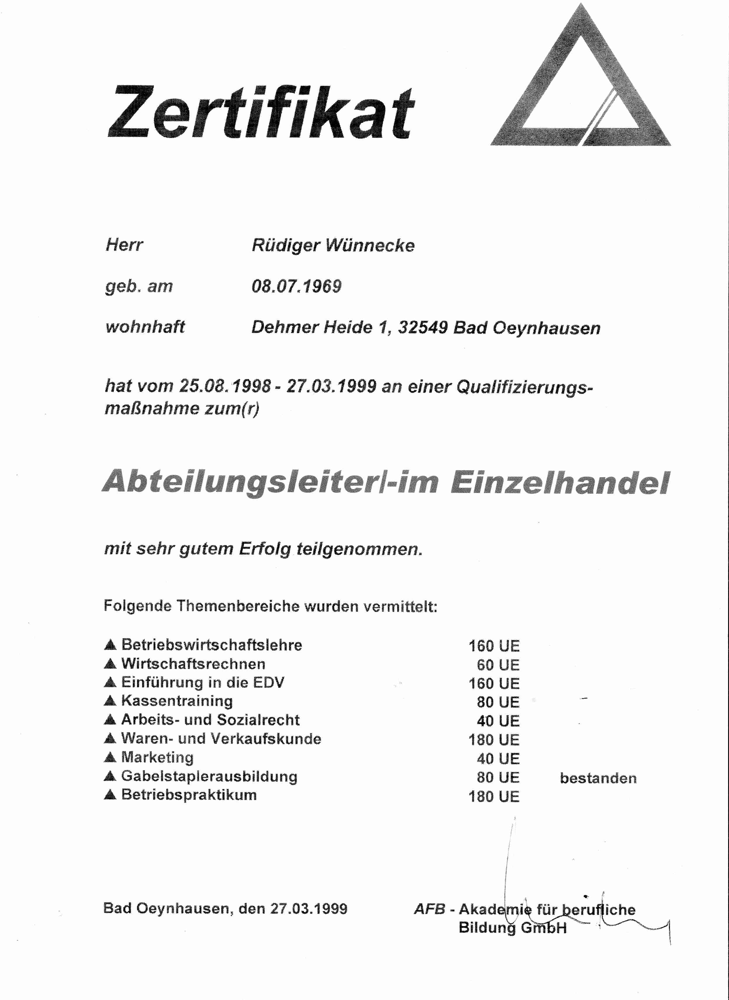 Zertifikat
Herr Rüdiger Wünnecke
geb. am 08.07.1969
wohnhaft Dehmer Heide 1, 32549 Bad Oeynhausen
hat vom 25.08.1998 - 27.03.1999 an einer Qualifizierungs-
maßnahme zum(r)
Abteilungsleiter/-im Einzelhandel
mit sehr gutem Erfolg teilgenommen.
Folgende Themenbereiche wurden vermittelt:
▲ Betriebswirtschaftslehre 160 UE
▲ Wirtschaftsrechnen 60 UE
▲ Einführung in die EDV 160 UE
▲ Kassentraining 80 UE
▲ Arbeits- und Sozialrecht 40 UE
▲ Waren- und Verkaufskunde 180 UE
▲ Marketing 40 UE
▲ Gabelstaplerausbildung 80 UE bestanden
▲ Betriebspraktikum 180 UE
Bad Oeynhausen, den 27.03.1999 AFB - Akademie für berufliche
Bildung GmbH